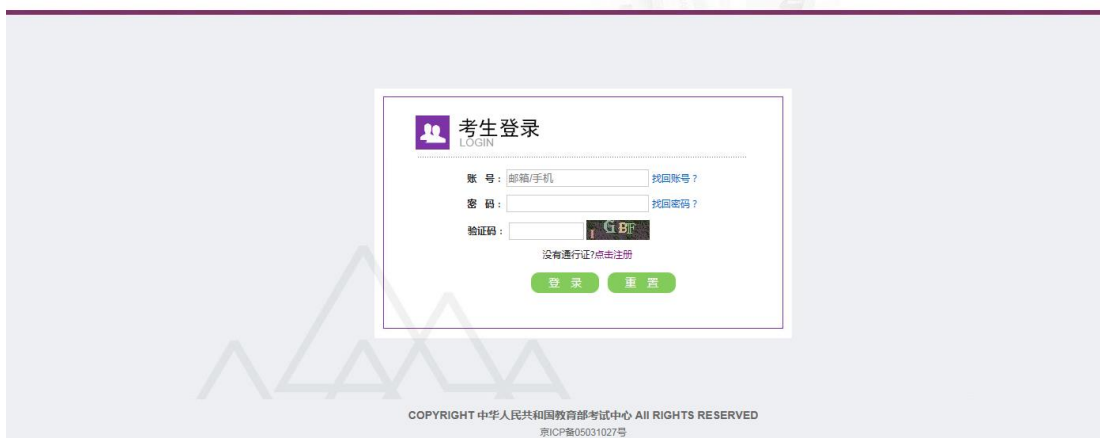 考生登录
LOGIN
账 号：邮箱/手机 找回账号？
密 码： 找回密码？
验证码： I G B F
没有通行证?点击注册
登 录 重 置
COPYRIGHT 中华人民共和国教育部考试中心 All RIGHTS RESERVED
京ICP备05031027号